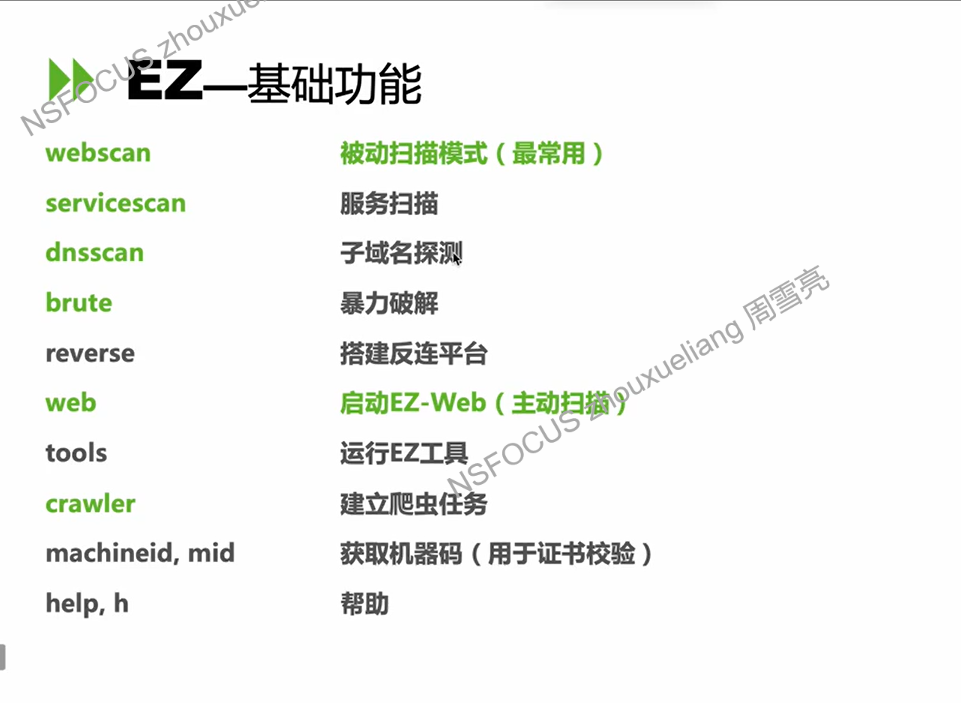 EZ—基础功能
webscan 被动扫描模式（最常用）
servicescan 服务扫描
dnsscan 子域名探测
brute 暴力破解
reverse 搭建反连平台
web 启动EZ-Web（主动扫描）
tools 运行EZ工具
crawler 建立爬虫任务
machineid, mid 获取机器码（用于证书校验）
help, h 帮助
NSFOCUS zhouxue
NSFOCUS zhouxueliang 周雪亮